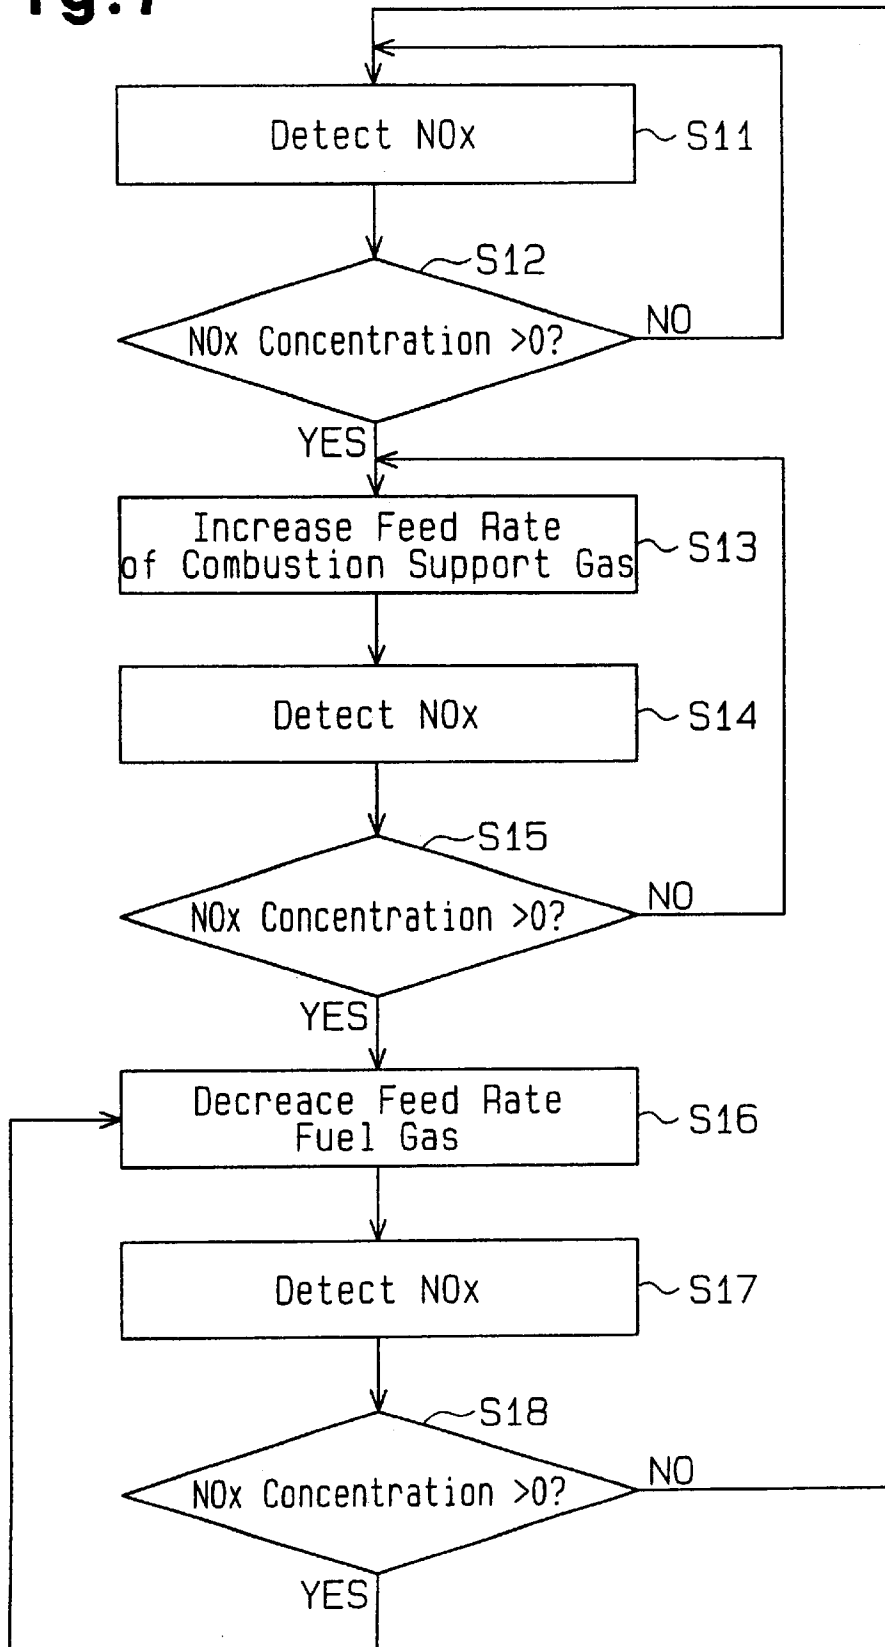 Detect NOx
S11
S12
NOx Concentration >0?
NO
YES
Increase Feed Rate
of Combustion Support Gas
S13
Detect NOx
S14
S15
NOx Concentration >0?
NO
YES
Decreace Feed Rate
Fuel Gas
S16
Detect NOx
S17
S18
NOx Concentration >0?
NO
YES